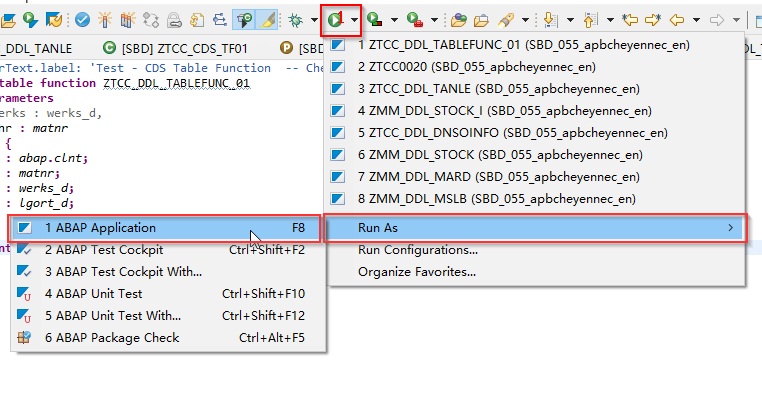 _DDL_TANLE
[SBD] ZTCC_CDS_TF01
[SBD]
rText.label: 'Test - CDS Table Function -- Che
table function ZTCC_DDL_TABLEFUNC_01
arameters
erks : werks_d,
nr : matnr
{
: abap.clnt;
: matnr;
: werks_d;
: lgort_d;
1 ZTCC_DDL_TABLEFUNC_01 (SBD_055_apbcheyennec_en)
2 ZTCC0020 (SBD_055_apbcheyennec_en)
3 ZTCC_DDL_TANLE (SBD_055_apbcheyennec_en)
4 ZMM_DDL_STOCK_I (SBD_055_apbcheyennec_en)
5 ZTCC_DDL_DNSOINFO (SBD_055_apbcheyennec_en)
6 ZMM_DDL_STOCK (SBD_055_apbcheyennec_en)
7 ZMM_DDL_MARD (SBD_055_apbcheyennec_en)
8 ZMM_DDL_MSLB (SBD_055_apbcheyennec_en)
Run As
Run Configurations...
Organize Favorites...
1 ABAP Application F8
2 ABAP Test Cockpit Ctrl+Shift+F2
3 ABAP Test Cockpit With...
4 ABAP Unit Test Ctrl+Shift+F10
5 ABAP Unit Test With... Ctrl+Shift+F12
6 ABAP Package Check Ctrl+Alt+F5